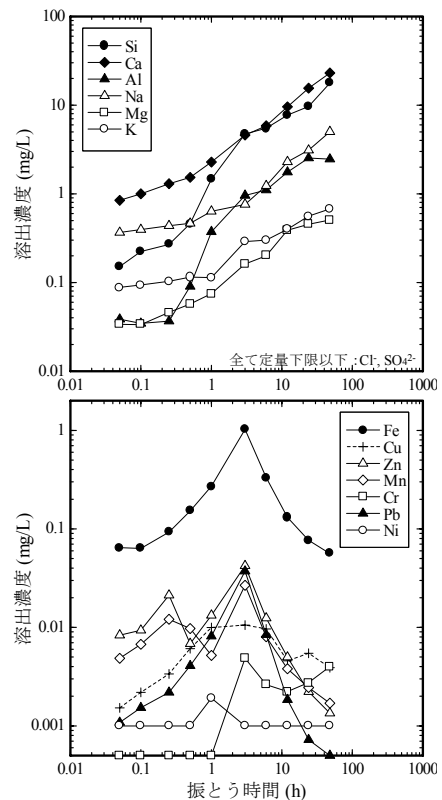 溶出濃度 (mg/L)
100
10
1
0.1
0.01
Si
Ca
Al
Na
Mg
K
全て定量下限以下 : Cl⁻, SO₄²⁻
0.01 0.1 1 10 100
溶出濃度 (mg/L)
1
0.1
0.01
0.001
Fe
Cu
Zn
Mn
Cr
Pb
Ni
0.01 0.1 1 10 100
振とう時間 (h)